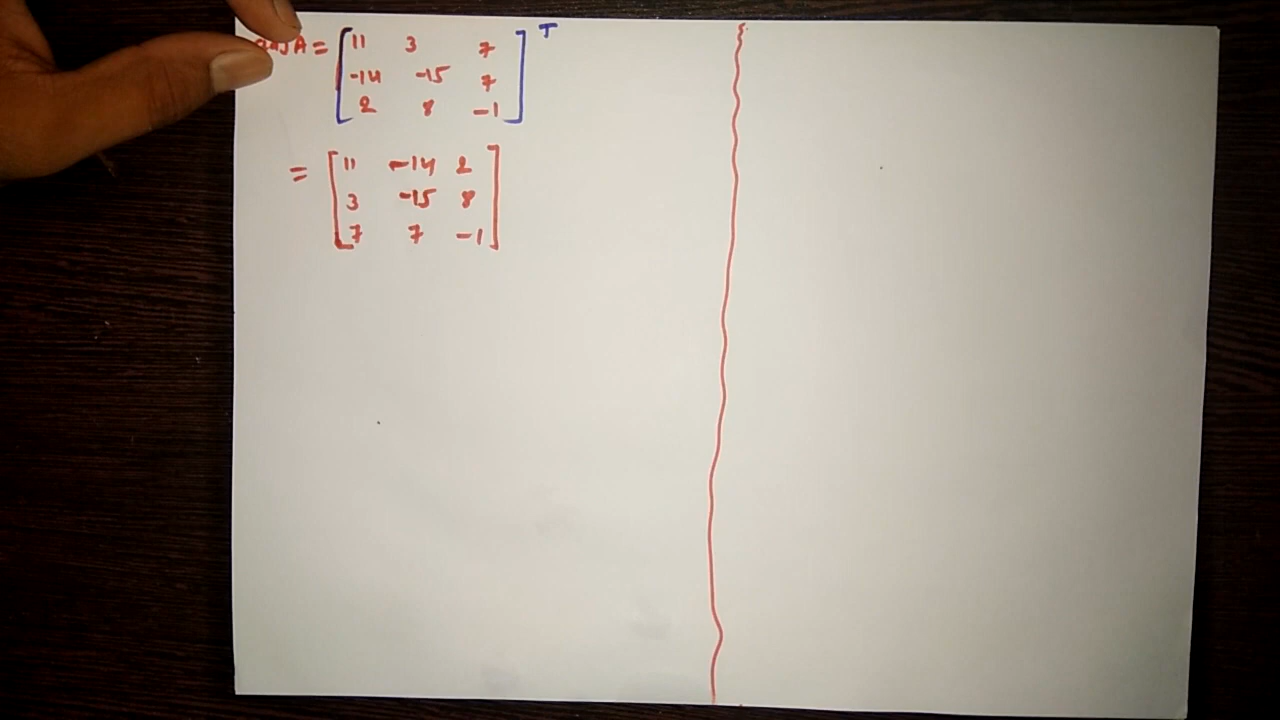 adjA = [11 3 7
-14 -15 7
2 8 -1]ᵀ
= [11 -14 2
3 -15 8
7 7 -1]